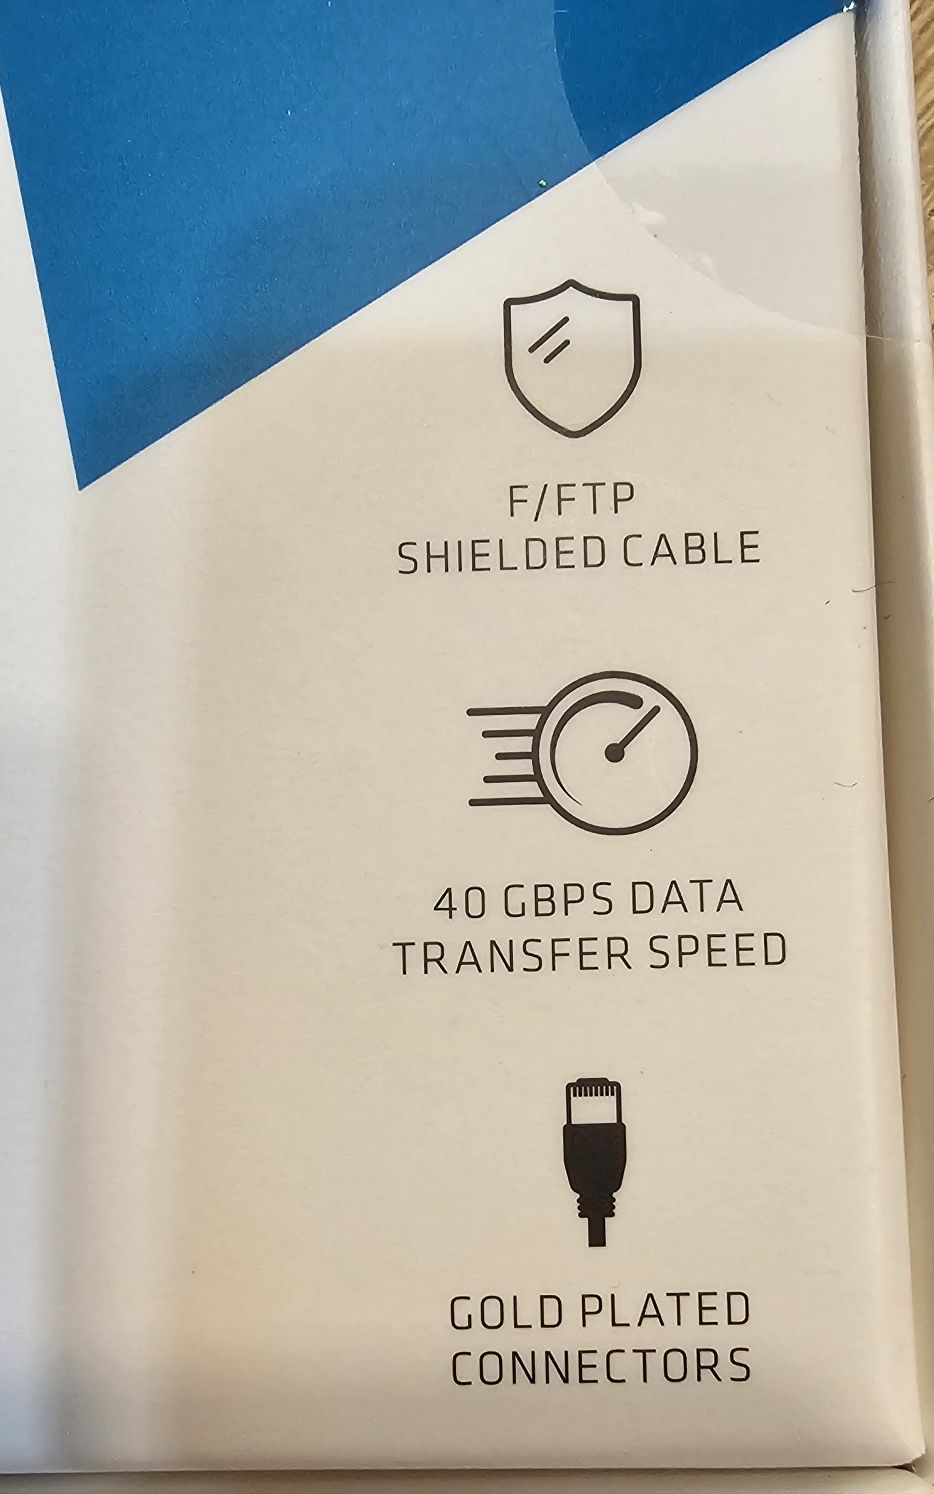 F/FTP
SHIELDED CABLE
40 GBPS DATA
TRANSFER SPEED
GOLD PLATED
CONNECTORS